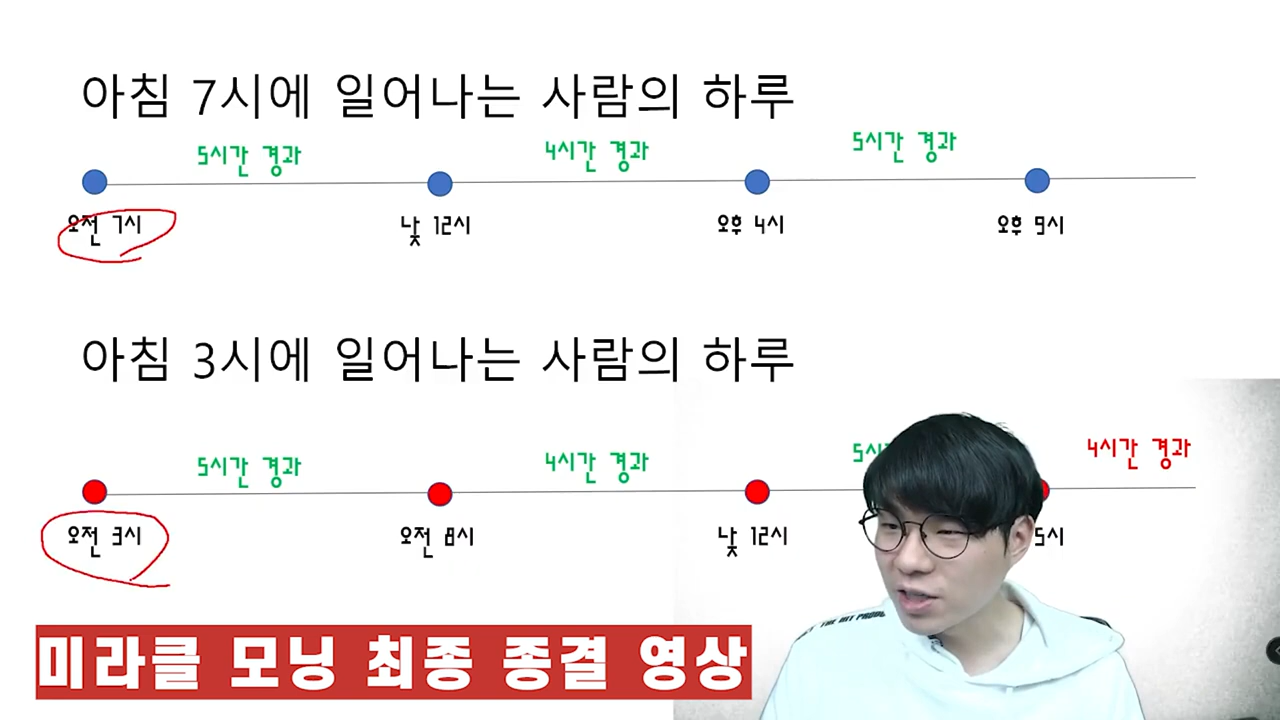 아침 7시에 일어나는 사람의 하루
5시간 경과 4시간 경과 5시간 경과
오전 7시 낮 12시 오후 4시 오후 9시
아침 3시에 일어나는 사람의 하루
5시간 경과 4시간 경과 5시 4시간 경과
오전 3시 오전 8시 낮 12시 5시
THE HIT PRODU
미라클 모닝 최종 종결 영상